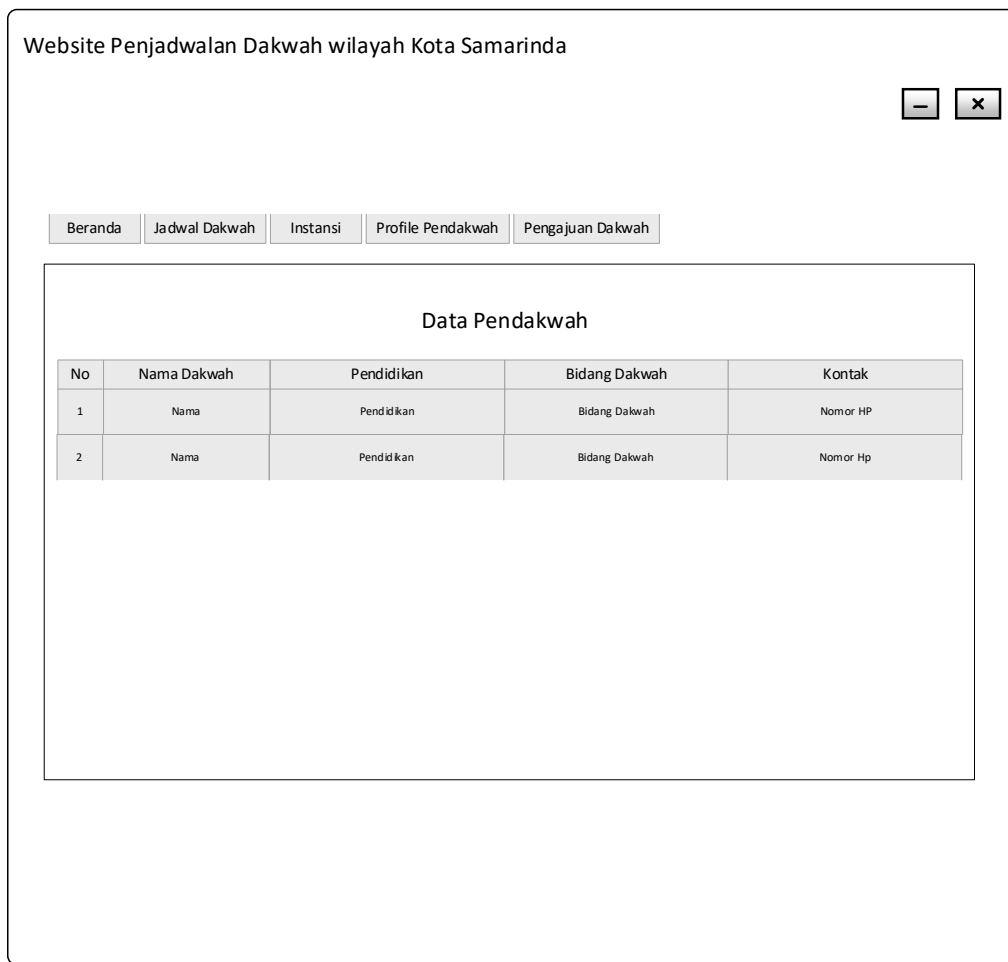 Website Penjadwalan Dakwah wilayah Kota Samarinda
Beranda Jadwal Dakwah Instansi Profile Pendakwah Pengajuan Dakwah
Data Pendakwah
No Nama Dakwah Pendidikan Bidang Dakwah Kontak
1 Nama Pendidikan Bidang Dakwah Nomor HP
2 Nama Pendidikan Bidang Dakwah Nomor Hp